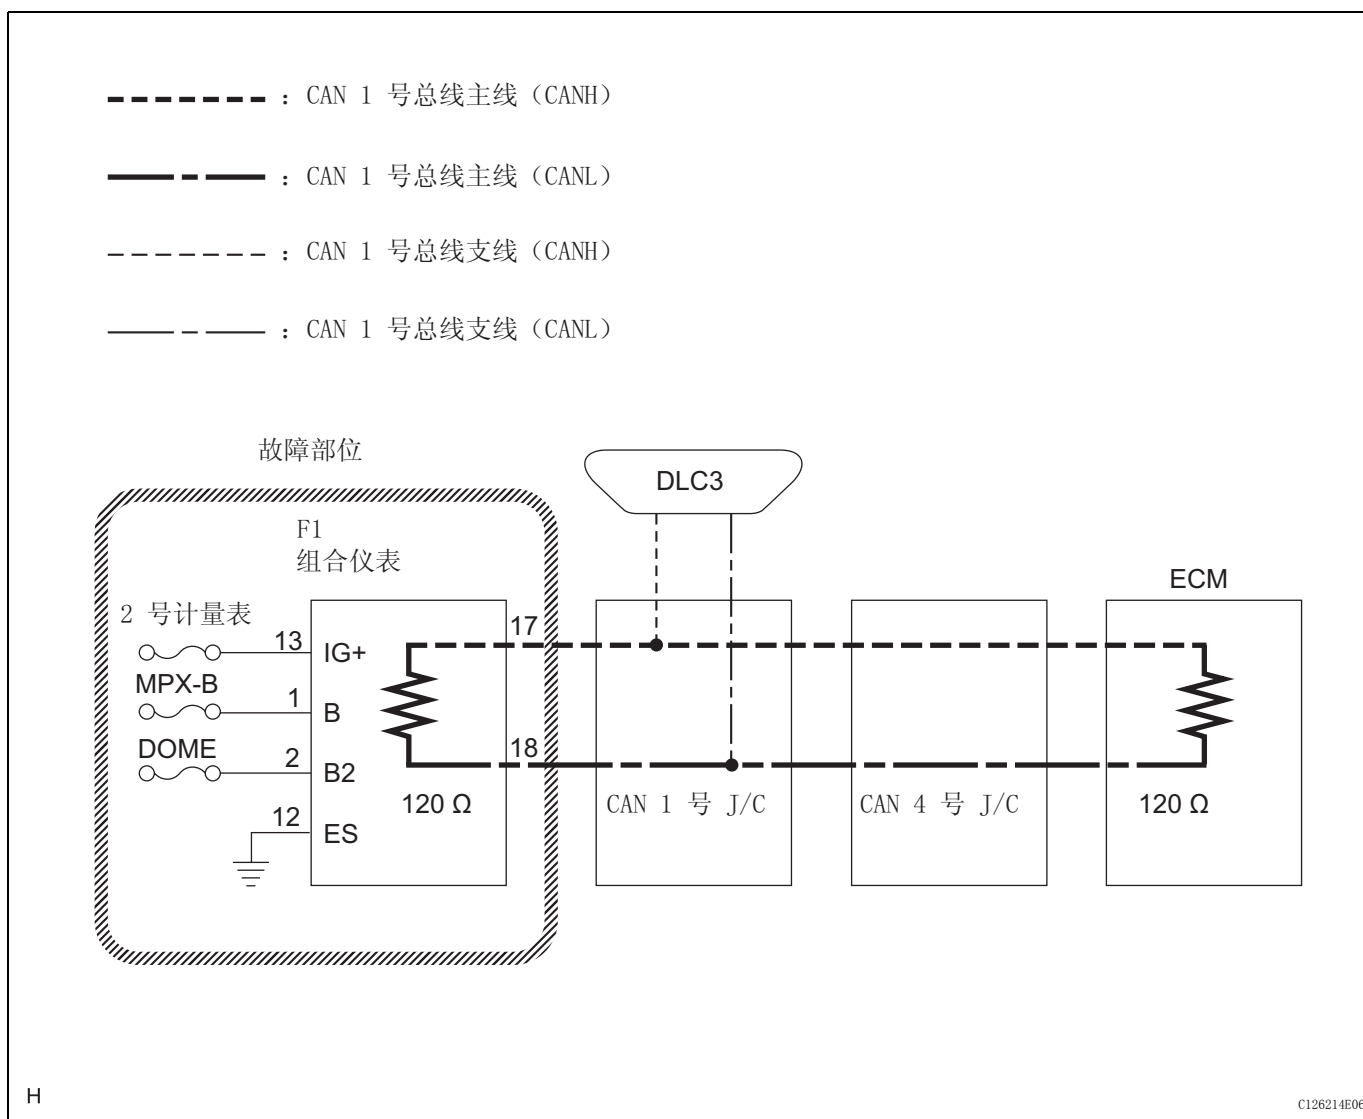 : CAN 1 号总线主线（CANH）
: CAN 1 号总线主线（CANL）
: CAN 1 号总线支线（CANH）
: CAN 1 号总线支线（CANL）
故障部位
DLC3
F1
组合仪表
ECM
2 号计量表
13
IG+
17
MPX-B
1
B
DOME
2
B2
18
12
ES
120 Ω
CAN 1 号 J/C
CAN 4 号 J/C
120 Ω
H
C126214E06